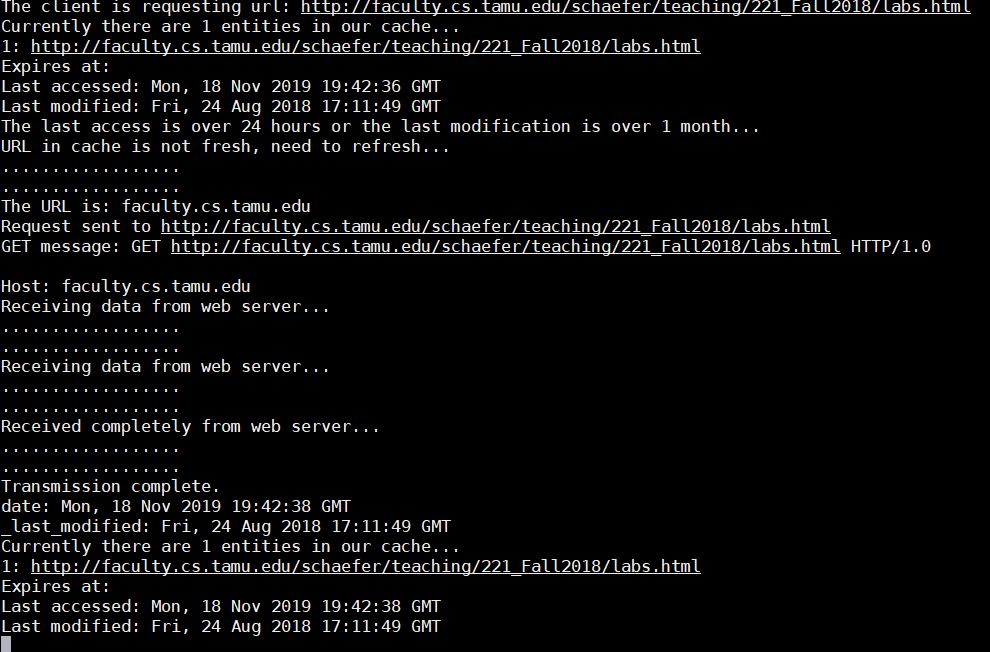 The client is requesting url: http://faculty.cs.tamu.edu/schaefer/teaching/221_Fall2018/labs.html
Currently there are 1 entities in our cache...
1: http://faculty.cs.tamu.edu/schaefer/teaching/221_Fall2018/labs.html
Expires at:
Last accessed: Mon, 18 Nov 2019 19:42:36 GMT
Last modified: Fri, 24 Aug 2018 17:11:49 GMT
The last access is over 24 hours or the last modification is over 1 month...
URL in cache is not fresh, need to refresh...
..................
..................
The URL is: faculty.cs.tamu.edu
Request sent to http://faculty.cs.tamu.edu/schaefer/teaching/221_Fall2018/labs.html
GET message: GET http://faculty.cs.tamu.edu/schaefer/teaching/221_Fall2018/labs.html HTTP/1.0
Host: faculty.cs.tamu.edu
Receiving data from web server...
..................
..................
Receiving data from web server...
..................
..................
Received completely from web server...
..................
..................
Transmission complete.
date: Mon, 18 Nov 2019 19:42:38 GMT
_last_modified: Fri, 24 Aug 2018 17:11:49 GMT
Currently there are 1 entities in our cache...
1: http://faculty.cs.tamu.edu/schaefer/teaching/221_Fall2018/labs.html
Expires at:
Last accessed: Mon, 18 Nov 2019 19:42:38 GMT
Last modified: Fri, 24 Aug 2018 17:11:49 GMT